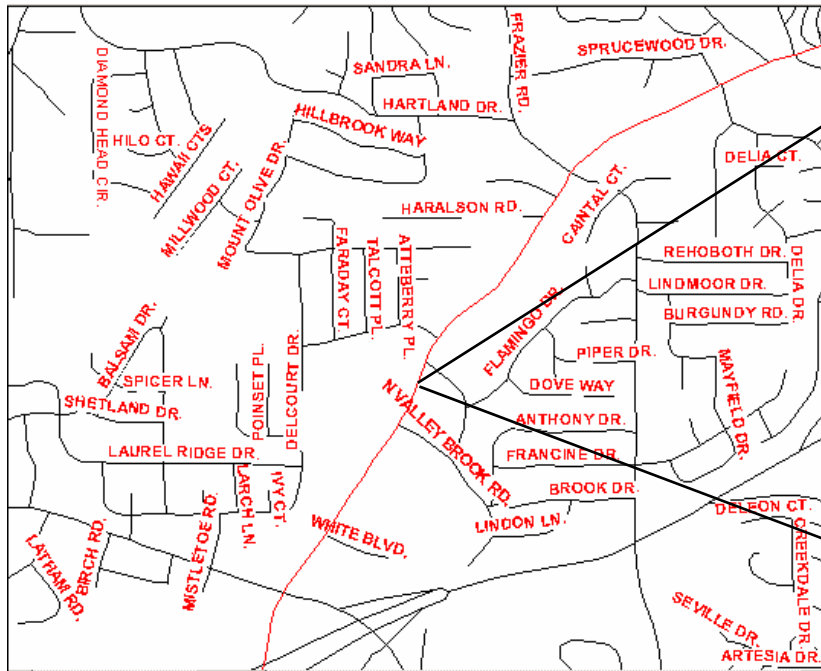 SPRUCEWOOD DR.
FRAZIER RD.
SANDRA LN.
DIAMOND HEAD CIR.
HARTLAND DR.
HILLBROOK WAY
HILO CT.
HAWAII CTS
DELIA CT.
MILLWOOD CT.
MOUNT OLIVE DR.
CAINTAL CT.
HARALSON RD.
FARADAY CT.
TALCOTT PL.
ATTEBERRY PL.
REHOBOTH DR.
DELIA DR.
LINDMOOR DR.
BURGUNDY RD.
FLAMINGO DR.
BALSAM DR.
PIPER DR.
MAYFIELD DR.
SPICER LN.
POINSET PL.
DELCOURT DR.
DOVE WAY
SHETLAND DR.
N VALLEY BROOK RD.
ANTHONY DR.
LAUREL RIDGE DR.
FRANCINE DR.
LARCH LN.
IVY CT.
BROOK DR.
MISTLETOE RD.
DELEON CT.
LINDON LN.
WHITE BLVD.
BIRCH RD.
LATHAM RD.
CREEKDALE DR.
SEVILLE DR.
ARTESIA DR.